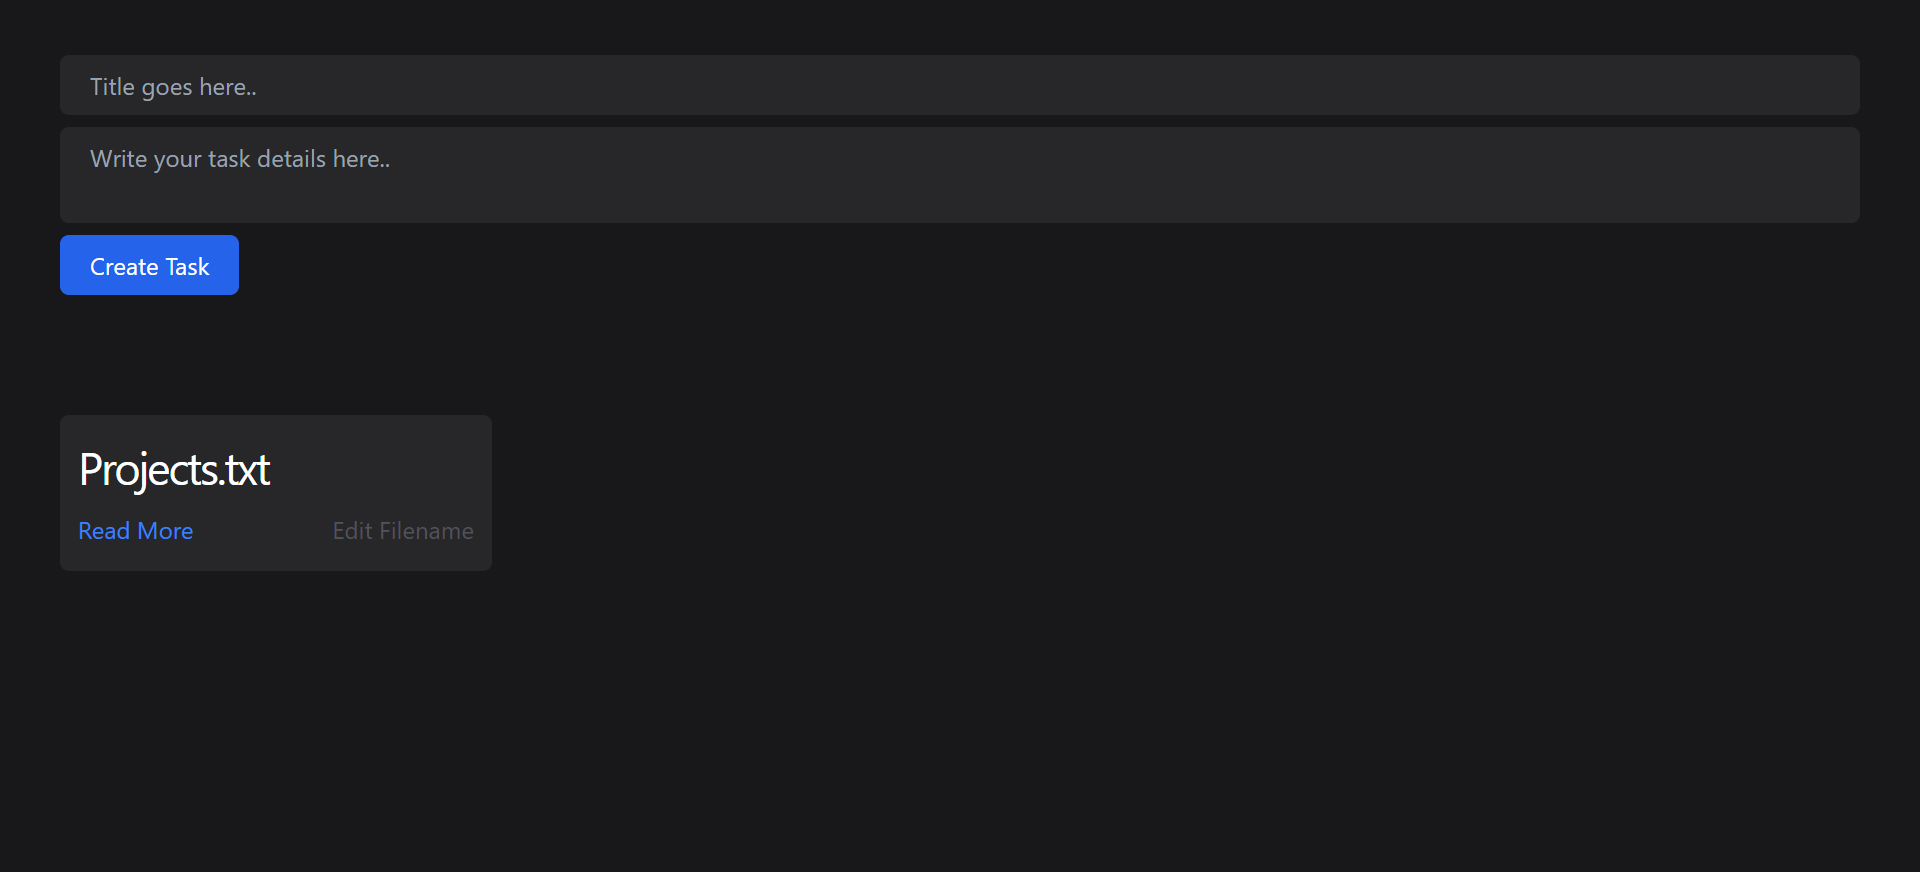 Title goes here..
Write your task details here..
Create Task
Projects.txt
Read More Edit Filename